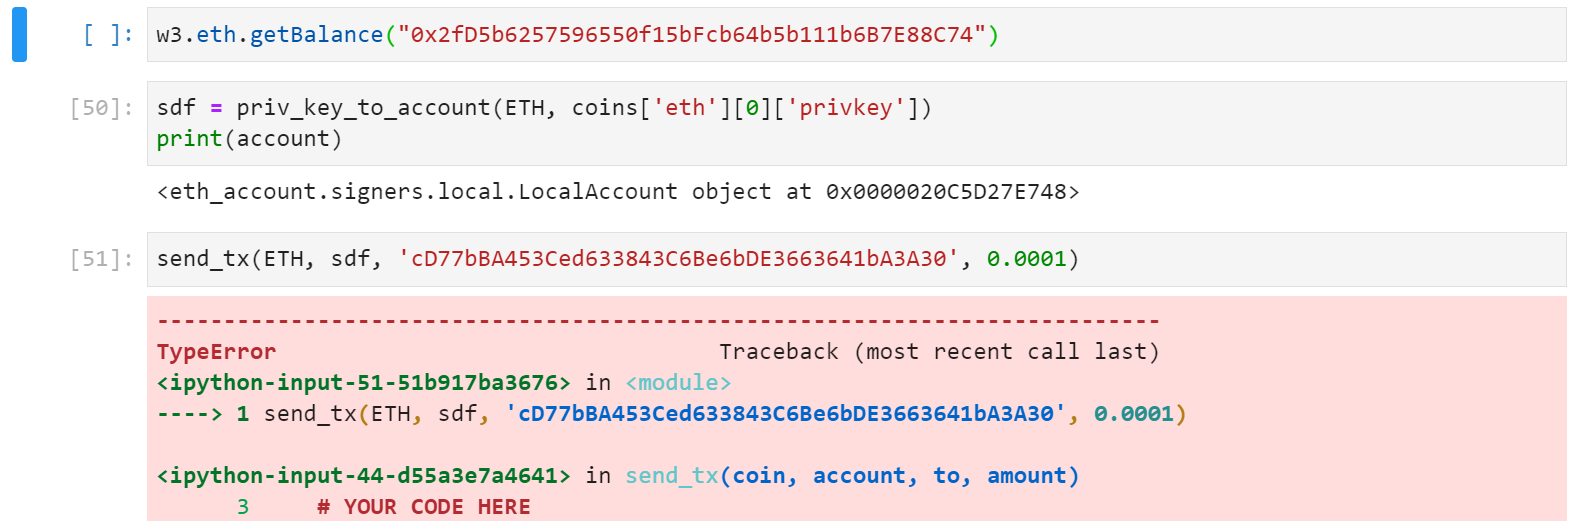 [ ]: w3.eth.getBalance("0x2fD5b6257596550f15bFcb64b5b111b6B7E88C74")
[50]: sdf = priv_key_to_account(ETH, coins['eth'][0]['privkey'])
print(account)
<eth_account.signers.local.LocalAccount object at 0x0000020C5D27E748>
[51]: send_tx(ETH, sdf, 'cD77bBA453Ced633843C6Be6bDE3663641bA3A30', 0.0001)
---------------------------------------------------------------------------
TypeError                                 Traceback (most recent call last)
<ipython-input-51-51b917ba3676> in <module>
----> 1 send_tx(ETH, sdf, 'cD77bBA453Ced633843C6Be6bDE3663641bA3A30', 0.0001)
<ipython-input-44-d55a3e7a4641> in send_tx(coin, account, to, amount)
3     # YOUR CODE HERE